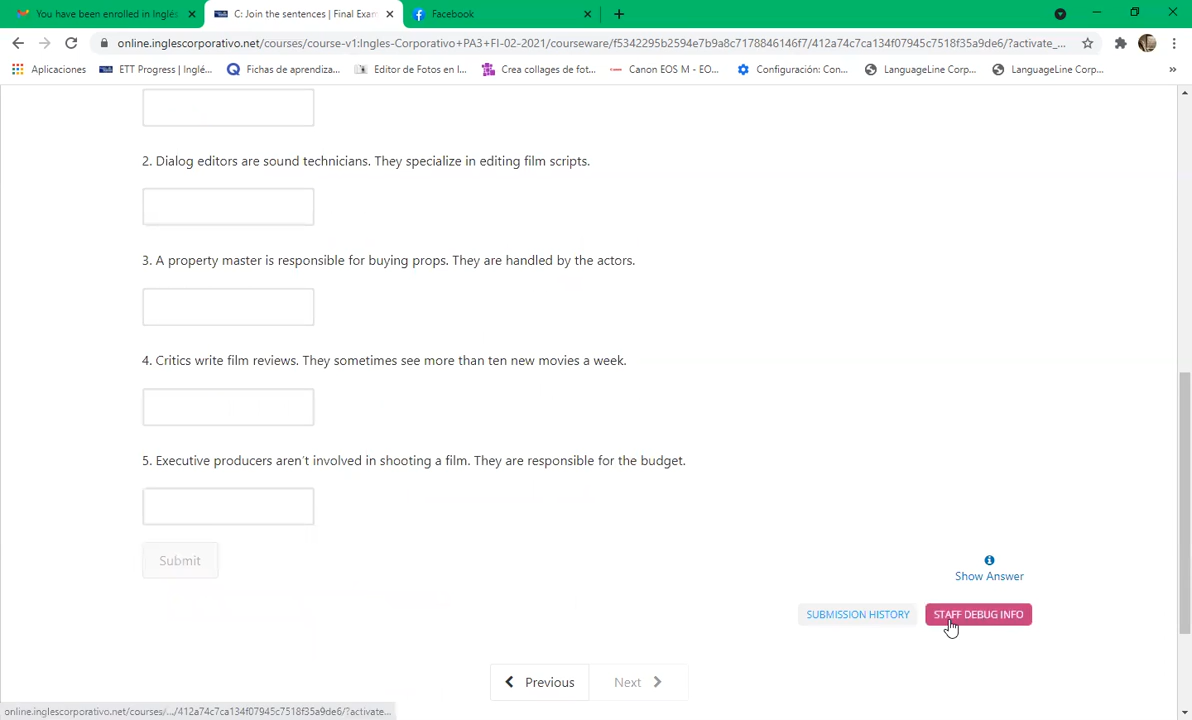 You have been enrolled in Inglés
C: Join the sentences | Final Exam
Facebook
online.inglescorporativo.net/courses/course-v1:Ingles-Corporativo+PA3+FI-02-2021/courseware/f5342295b2594e7b9a8c7178846146f7/412a74c7ca134f07945c7518f35a9de6/?activate_...
Aplicaciones
ETT Progress | Inglé...
Fichas de aprendiza...
Editor de Fotos en l...
Crea collages de fot...
Canon EOS M - EO...
Configuración: Con...
LanguageLine Corp...
LanguageLine Corp...
2. Dialog editors are sound technicians. They specialize in editing film scripts.
3. A property master is responsible for buying props. They are handled by the actors.
4. Critics write film reviews. They sometimes see more than ten new movies a week.
5. Executive producers aren´t involved in shooting a film. They are responsible for the budget.
Submit
Show Answer
SUBMISSION HISTORY
STAFF DEBUG INFO
Previous
Next
online.inglescorporativo.net/courses/.../412a74c7ca134f07945c7518f35a9de6/?activate...